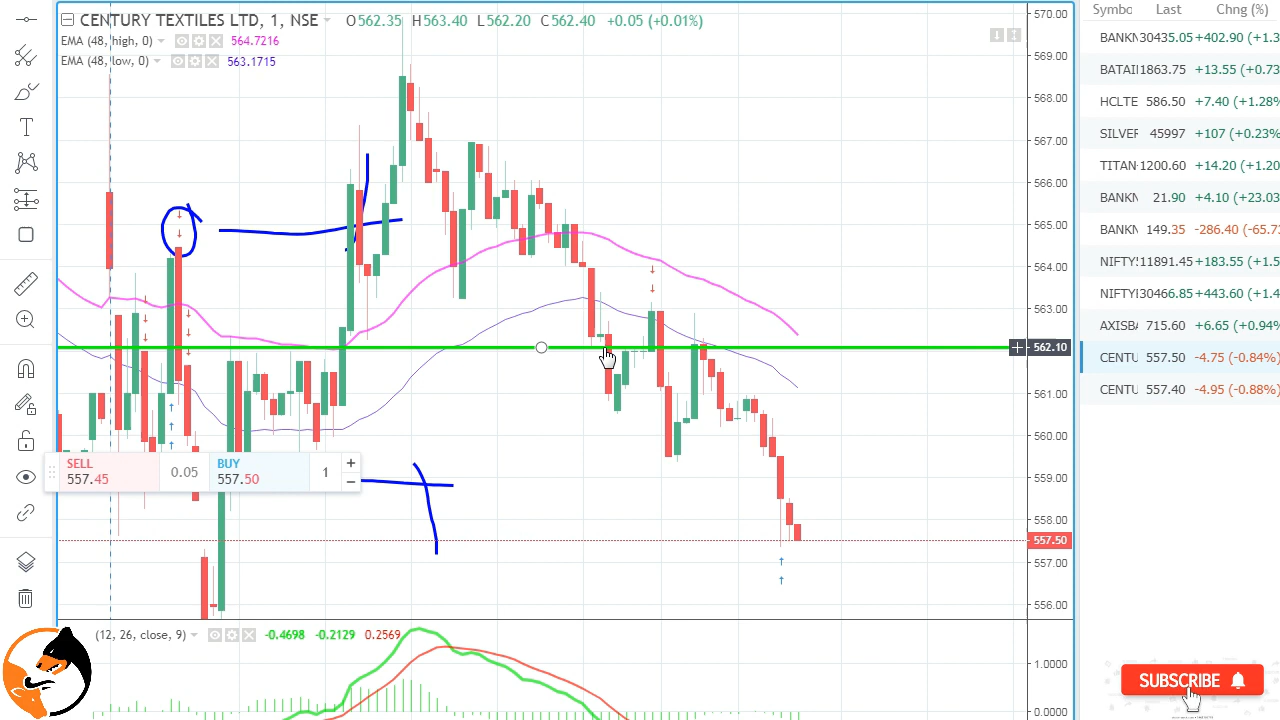 CENTURY TEXTILES LTD, 1, NSE O562.35 H563.40 L562.20 C562.40 +0.05 (+0.01%)
EMA (48, high, 0) 564.7216
EMA (48, low, 0) 563.1715
570.00
569.00
568.00
567.00
566.00
565.00
564.00
563.00
562.10
561.00
560.00
559.00
558.00
557.50
557.00
556.00
SELL
557.45
0.05
BUY
557.50
1
(12, 26, close, 9) -0.4698 -0.2129 0.2569
1.0000
0.0000
Symbo Last Chng (%)
BANKN 30435.05 +402.90 (+1.3
BATAI 1863.75 +13.55 (+0.73
HCLTE 586.50 +7.40 (+1.28%
SILVER 45997 +107 (+0.23%
TITAN 1200.60 +14.20 (+1.20
BANKN 21.90 +4.10 (+23.03
BANKN 149.35 -286.40 (-65.7
NIFTY! 11891.45 +183.55 (+1.5
NIFTYI 30466.85 +443.60 (+1.4
AXISBA 715.60 +6.65 (+0.94%
CENTU 557.50 -4.75 (-0.84%
CENTU 557.40 -4.95 (-0.88%
SUBSCRIBE